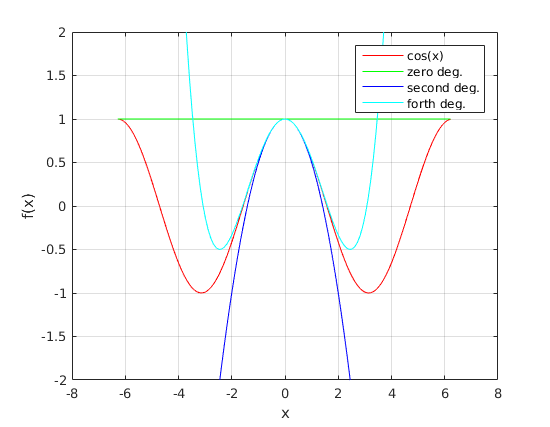 2
1.5
1
0.5
0
-0.5
-1
-1.5
-2
f(x)
cos(x)
zero deg.
second deg.
forth deg.
-8 -6 -4 -2 0 2 4 6 8
x